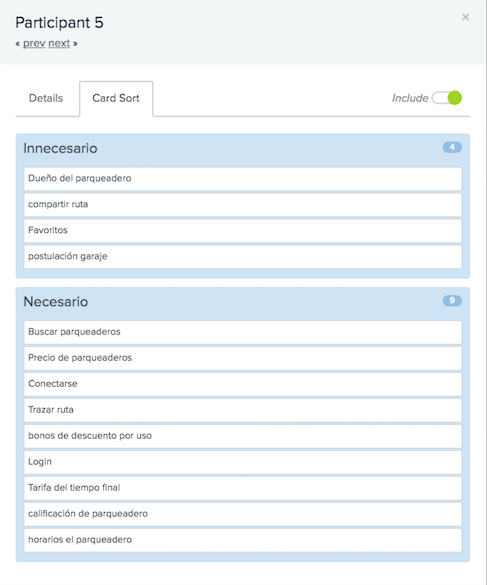 Participant 5
×
« prev next »
Details
Card Sort
Include
Innecesario
4
Dueño del parqueadero
compartir ruta
Favoritos
postulación garaje
Necesario
9
Buscar parqueaderos
Precio de parqueaderos
Conectarse
Trazar ruta
bonos de descuento por uso
Login
Tarifa del tiempo final
calificación de parqueadero
horarios el parqueadero